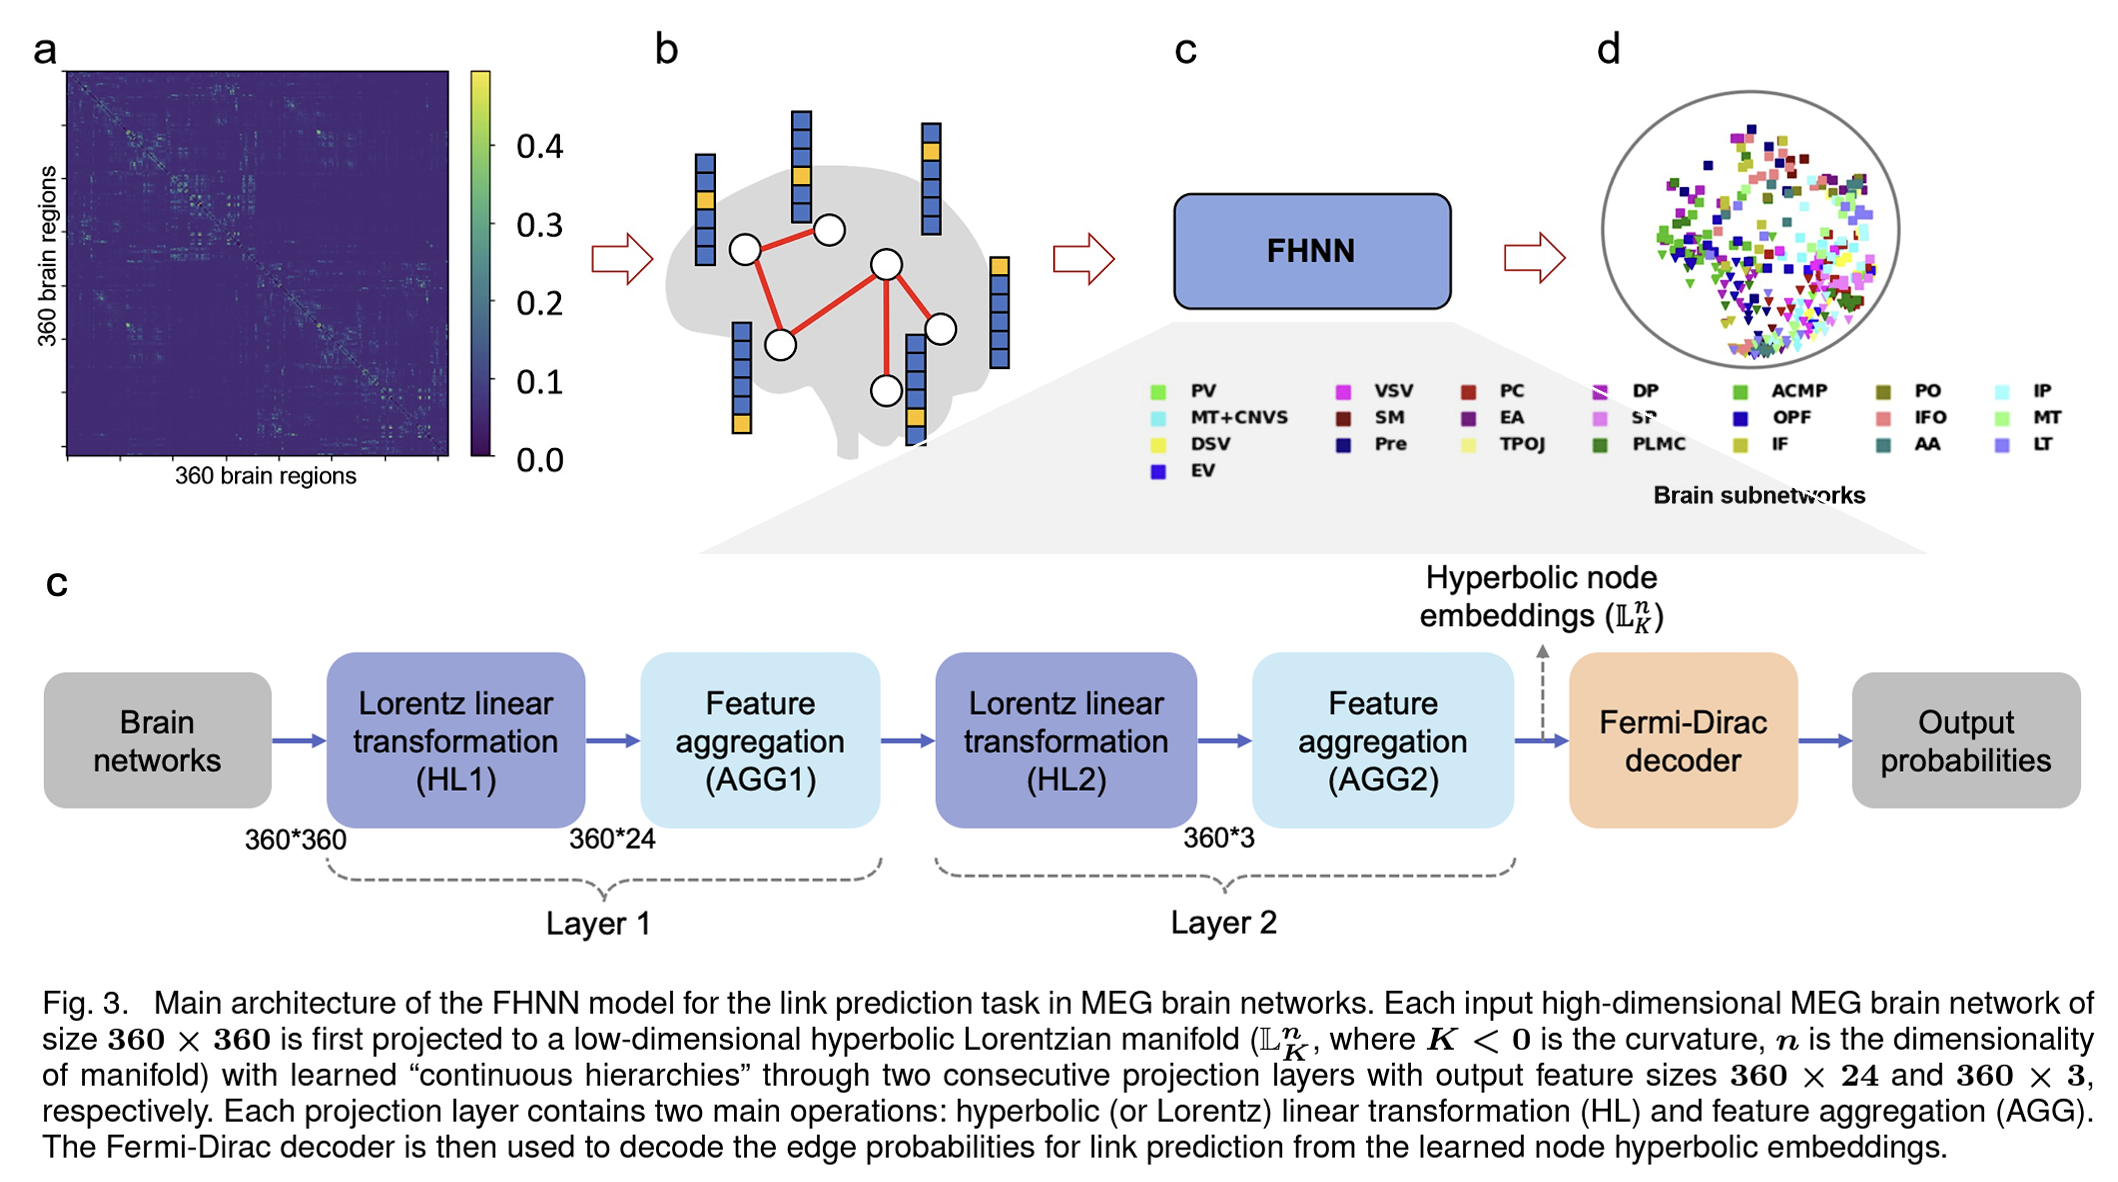 a
b
c
d
360 brain regions
360 brain regions
0.4
0.3
0.2
0.1
0.0
FHNN
PV VSV PC DP ACMP PO IP
MT+CNVS SM EA SP OPF IFO MT
DSV Pre TPOJ PLMC IF AA LT
EV
Brain subnetworks
c
Hyperbolic node
embeddings (𝕃ⁿ_K)
Brain
networks
Lorentz linear
transformation
(HL1)
Feature
aggregation
(AGG1)
Lorentz linear
transformation
(HL2)
Feature
aggregation
(AGG2)
Fermi-Dirac
decoder
Output
probabilities
360*360
360*24
360*3
Layer 1
Layer 2
Fig. 3. Main architecture of the FHNN model for the link prediction task in MEG brain networks. Each input high-dimensional MEG brain network of
size 360 × 360 is first projected to a low-dimensional hyperbolic Lorentzian manifold (𝕃ⁿ_K, where K < 0 is the curvature, n is the dimensionality
of manifold) with learned “continuous hierarchies” through two consecutive projection layers with output feature sizes 360 × 24 and 360 × 3,
respectively. Each projection layer contains two main operations: hyperbolic (or Lorentz) linear transformation (HL) and feature aggregation (AGG).
The Fermi-Dirac decoder is then used to decode the edge probabilities for link prediction from the learned node hyperbolic embeddings.